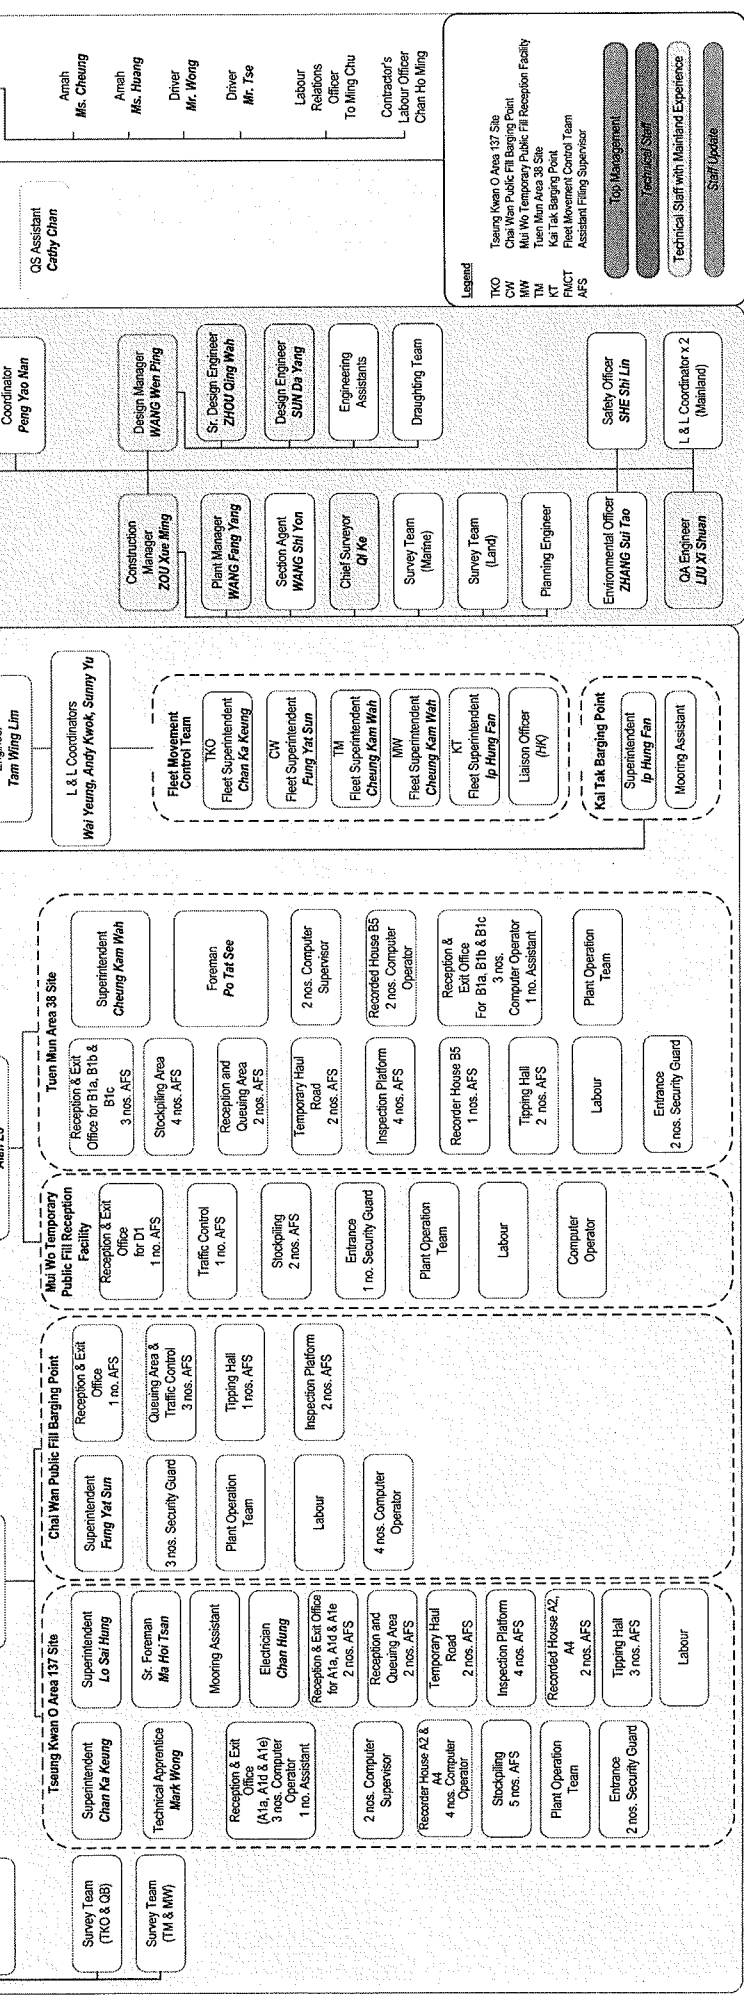 Survey Team
(TKO & QB)
Survey Team
(TM & MW)
Tseung Kwan O Area 137 Site
Superintendent
Chan Ka Keung
Technical Apprentice
Mark Wong
Reception & Exit
Office
(A1a, A1d & A1e)
3 nos. Computer
Operator
1 no. Assistant
2 nos. Computer
Supervisor
Recorder House A2 &
A4
4 nos. Computer
Operator
Stockpiling
5 nos. AFS
Plant Operation
Team
Entrance
2 nos. Security Guard
Superintendent
Lo Sai Hung
Sr. Foreman
Ma Hoi Tsan
Mooring Assistant
Electrician
Chan Hung
Reception & Exit Office
for A1a, A1d & A1e
2 nos. AFS
Reception and
Queuing Area
2 nos. AFS
Temporary Haul
Road
2 nos. AFS
Inspection Platform
4 nos. AFS
Recorded House A2,
A4
2 nos. AFS
Tipping Hall
3 nos. AFS
Labour
Chai Wan Public Fill Barging Point
Superintendent
Fung Yat Sun
3 nos. Security Guard
Plant Operation
Team
Labour
4 nos. Computer
Operator
Reception & Exit
Office
1 no. AFS
Queuing Area &
Traffic Control
3 nos. AFS
Tipping Hall
1 nos. AFS
Inspection Platform
2 nos. AFS
Mui Wo Temporary
Public Fill Reception
Facility
Reception & Exit
Office
for D1
1 no. AFS
Traffic Control
1 no. AFS
Stockpiling
2 nos. AFS
Entrance
1 no. Security Guard
Plant Operation
Team
Labour
Computer
Operator
Tuen Mun Area 38 Site
Reception & Exit
Office for B1a, B1b &
B1c
3 nos. AFS
Stockpiling Area
4 nos. AFS
Reception and
Queuing Area
2 nos. AFS
Temporary Haul
Road
2 nos. AFS
Inspection Platform
4 nos. AFS
Recorder House B5
1 nos. AFS
Tipping Hall
2 nos. AFS
Labour
Entrance
2 nos. Security Guard
Superintendent
Cheung Kam Wah
Foreman
Po Tat See
2 nos. Computer
Supervisor
Recorded House B5
2 nos. Computer
Operator
Reception &
Exit Office
For B1a, B1b & B1c
3 nos.
Computer Operator
1 no. Assistant
Plant Operation
Team
Tam Wing Lim
L & L Coordinators
Wai Yeung, Andy Kwok, Sunny Yu
Fleet Movement
Control Team
TKO
Fleet Superintendent
Chan Ka Keung
CW
Fleet Superintendent
Fung Yat Sun
TM
Fleet Superintendent
Cheung Kam Wah
MW
Fleet Superintendent
Cheung Kam Wah
KT
Fleet Superintendent
Ip Hung Fan
Liaison Officer
(HK)
Kai Tak Barging Point
Superintendent
Ip Hung Fan
Mooring Assistant
Coordinator
Peng Yao Nan
Construction
Manager
ZOU Xue Ming
Plant Manager
WANG Fang Yang
Section Agent
WANG Shi Yon
Chief Surveyor
QI Ke
Survey Team
(Marine)
Survey Team
(Land)
Planning Engineer
Environmental Officer
ZHANG Sui Tao
QA Engineer
LIU Xi Shuan
Design Manager
WANG Wen Ping
Sr. Design Engineer
ZHOU Qing Wah
Design Engineer
SUN Da Yang
Engineering
Assistants
Draughting Team
Safety Officer
SHE Shi Lin
L & L Coordinator x 2
(Mainland)
QS Assistant
Cathy Chan
Amah
Ms. Cheung
Amah
Ms. Huang
Driver
Mr. Wong
Driver
Mr. Tse
Labour
Relations
Officer
To Ming Chu
Contractor's
Labour Officer
Chan Ho Ming
Legend
TKO Tseung Kwan O Area 137 Site
CW Chai Wan Public Fill Barging Point
MW Mui Wo Temporary Public Fill Reception Facility
TM Tuen Mun Area 38 Site
KT Kai Tak Barging Point
FMCT Fleet Movement Control Team
AFS Assistant Filling Supervisor
Top Management
Technical Staff
Technical Staff with Mainland Experience
Staff Update